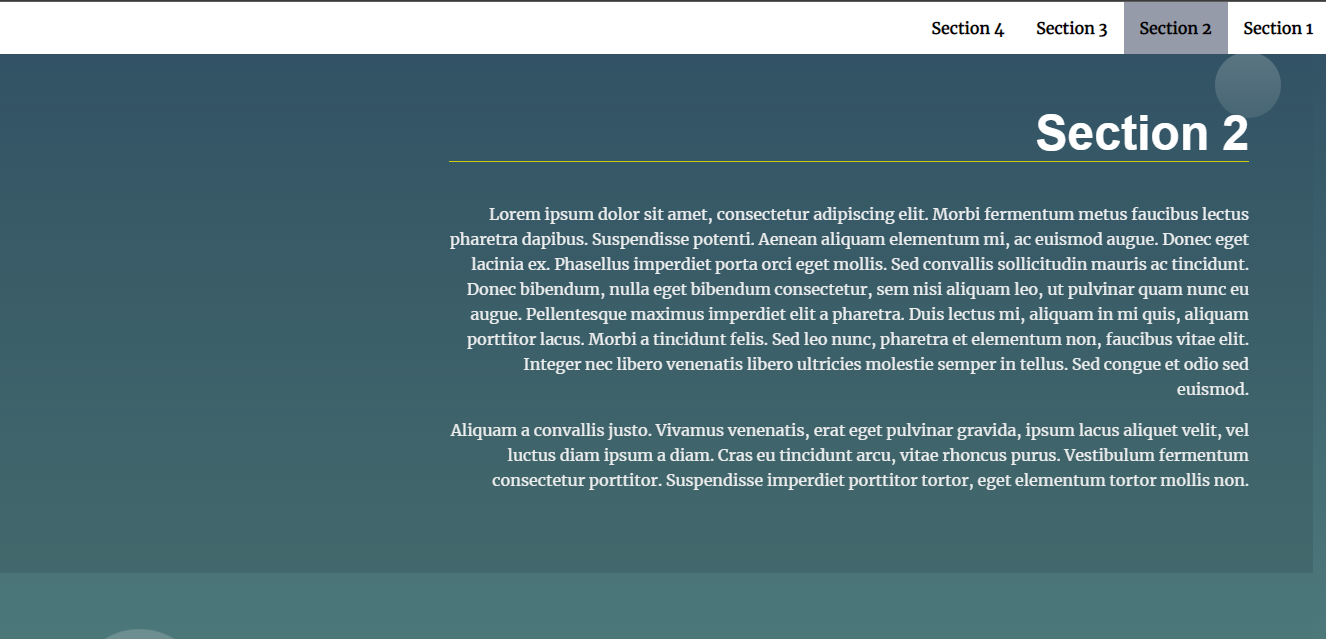 Section 4 Section 3 Section 2 Section 1
Section 2
Lorem ipsum dolor sit amet, consectetur adipiscing elit. Morbi fermentum metus faucibus lectus
pharetra dapibus. Suspendisse potenti. Aenean aliquam elementum mi, ac euismod augue. Donec eget
lacinia ex. Phasellus imperdiet porta orci eget mollis. Sed convallis sollicitudin mauris ac tincidunt.
Donec bibendum, nulla eget bibendum consectetur, sem nisi aliquam leo, ut pulvinar quam nunc eu
augue. Pellentesque maximus imperdiet elit a pharetra. Duis lectus mi, aliquam in mi quis, aliquam
porttitor lacus. Morbi a tincidunt felis. Sed leo nunc, pharetra et elementum non, faucibus vitae elit.
Integer nec libero venenatis libero ultricies molestie semper in tellus. Sed congue et odio sed
euismod.
Aliquam a convallis justo. Vivamus venenatis, erat eget pulvinar gravida, ipsum lacus aliquet velit, vel
luctus diam ipsum a diam. Cras eu tincidunt arcu, vitae rhoncus purus. Vestibulum fermentum
consectetur porttitor. Suspendisse imperdiet porttitor tortor, eget elementum tortor mollis non.